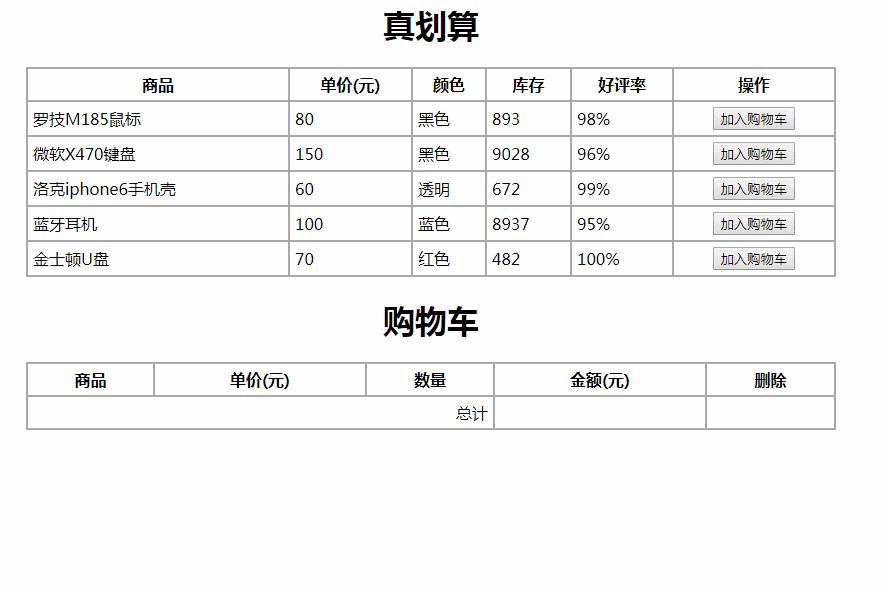 真划算
商品 单价(元) 颜色 库存 好评率 操作
罗技M185鼠标 80 黑色 893 98% 加入购物车
微软X470键盘 150 黑色 9028 96% 加入购物车
洛克iphone6手机壳 60 透明 672 99% 加入购物车
蓝牙耳机 100 蓝色 8937 95% 加入购物车
金士顿U盘 70 红色 482 100% 加入购物车
购物车
商品 单价(元) 数量 金额(元) 删除
总计